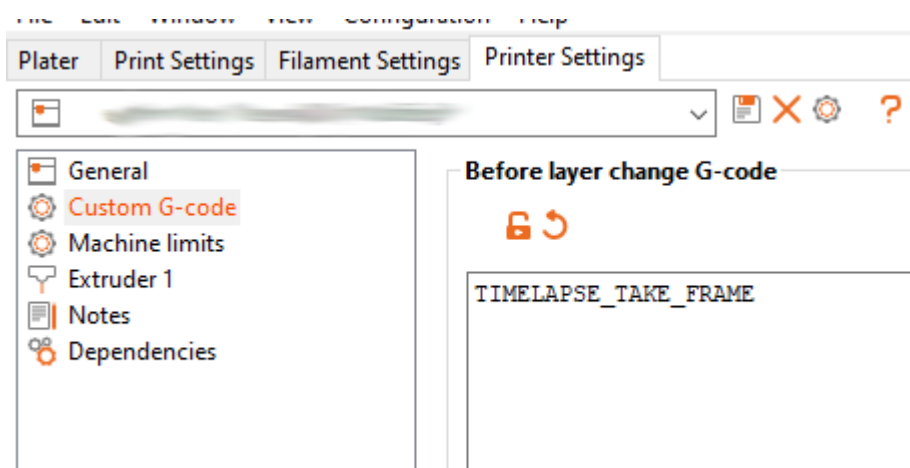 Plater Print Settings Filament Settings Printer Settings
?
General
Custom G-code
Machine limits
Extruder 1
Notes
Dependencies
Before layer change G-code
TIMELAPSE_TAKE_FRAME